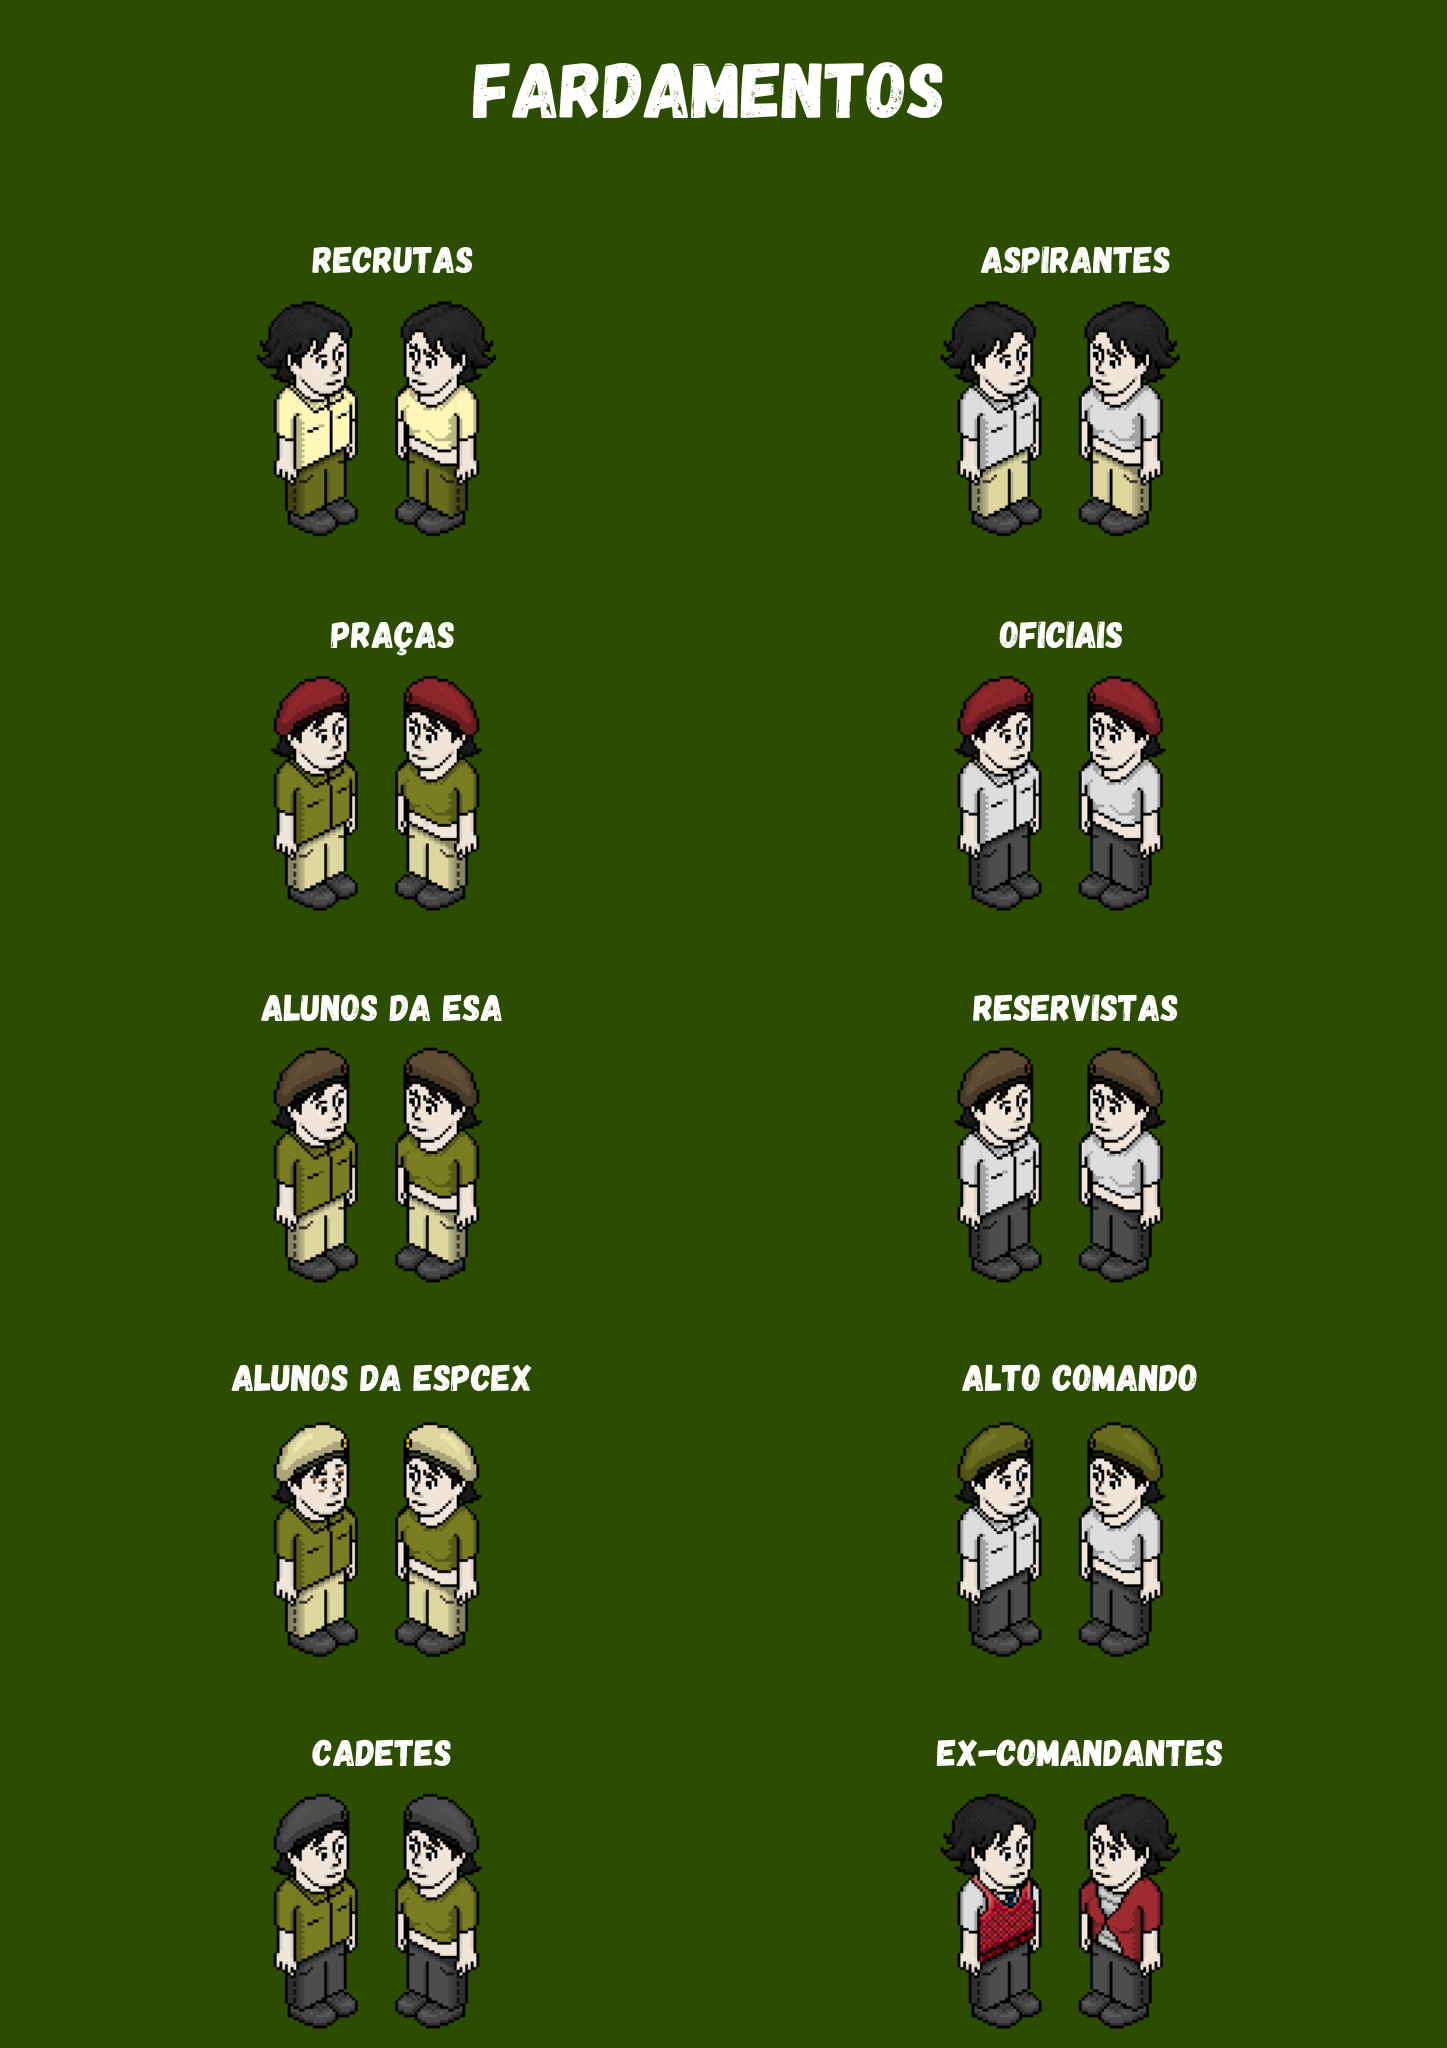 FARDAMENTOS
RECRUTAS
ASPIRANTES
PRAÇAS
OFICIAIS
ALUNOS DA ESA
RESERVISTAS
ALUNOS DA ESPCEX
ALTO COMANDO
CADETES
EX-COMANDANTES